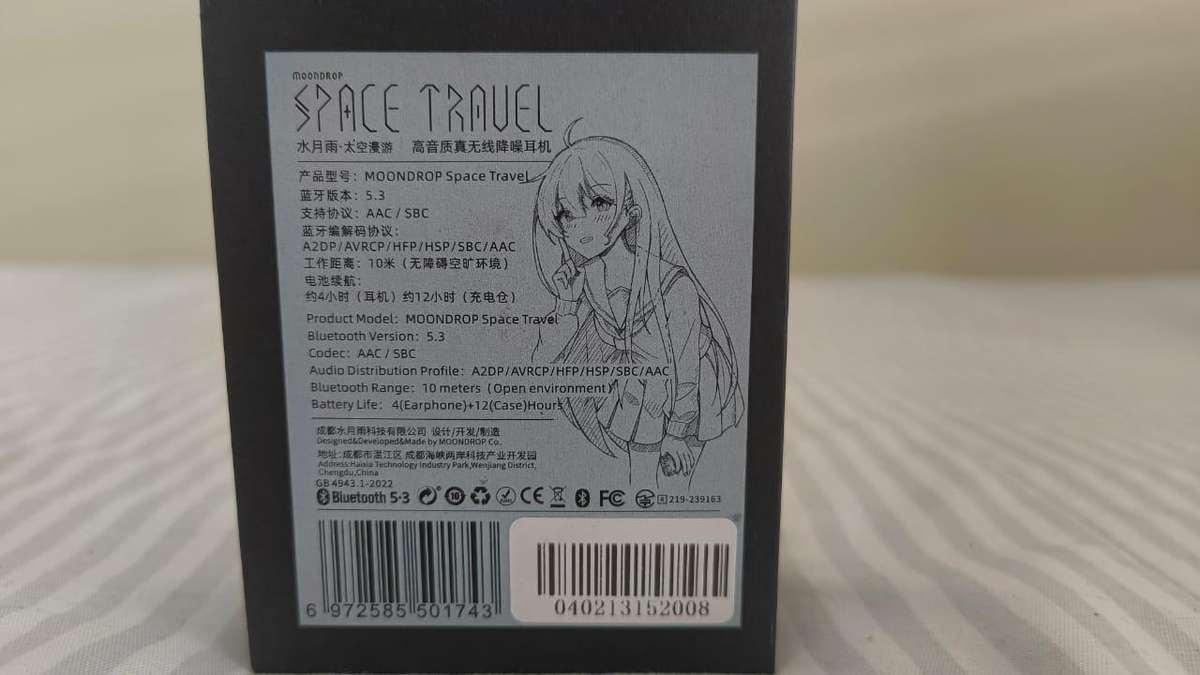 MOONDROP
SPACE TRAVEL
水月雨·太空漫游 高音质真无线降噪耳机
产品型号：MOONDROP Space Travel
蓝牙版本：5.3
支持协议：AAC / SBC
蓝牙编解码协议：
A2DP/AVRCP/HFP/HSP/SBC/AAC
工作距离：10米（无障碍空旷环境）
电池续航：
约4小时（耳机）约12小时（充电仓）
Product Model：MOONDROP Space Travel
Bluetooth Version：5.3
Codec：AAC / SBC
Audio Distribution Profile：A2DP/AVRCP/HFP/HSP/SBC/AAC
Bluetooth Range：10 meters（Open environment）
Battery Life：4(Earphone)+12(Case)Hours
成都水月雨科技有限公司 设计/开发/制造
Designed&Developed&Made by MOONDROP Co.
地址:成都市温江区 成都海峡两岸科技产业开发园
Address:Haixia Technology Industry Park,Wenjiang District,
Chengdu,China
GB 4943.1-2022
Bluetooth 5.3 10 CE FC R 219-239163
6 972585 501743
040213152008